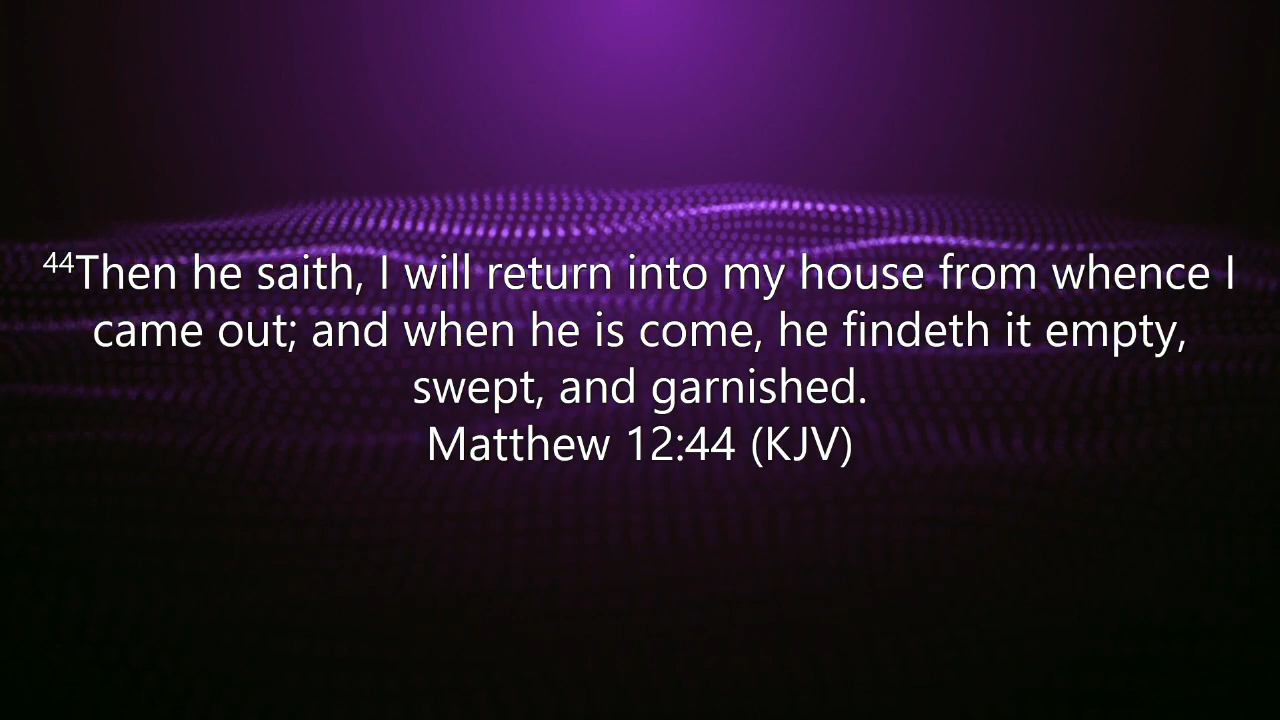 ⁴⁴Then he saith, I will return into my house from whence I
came out; and when he is come, he findeth it empty,
swept, and garnished.
Matthew 12:44 (KJV)